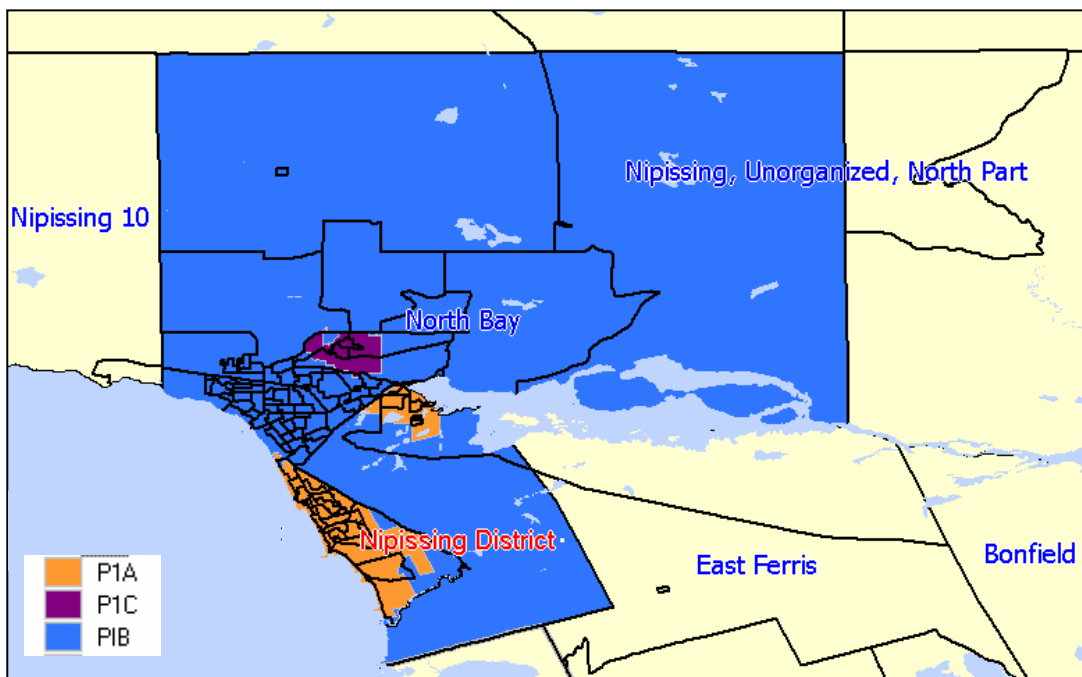 Nipissing, Unorganized, North Part
Nipissing 10
North Bay
Nipissing District
East Ferris
Bonfield
P1A
P1C
PIB